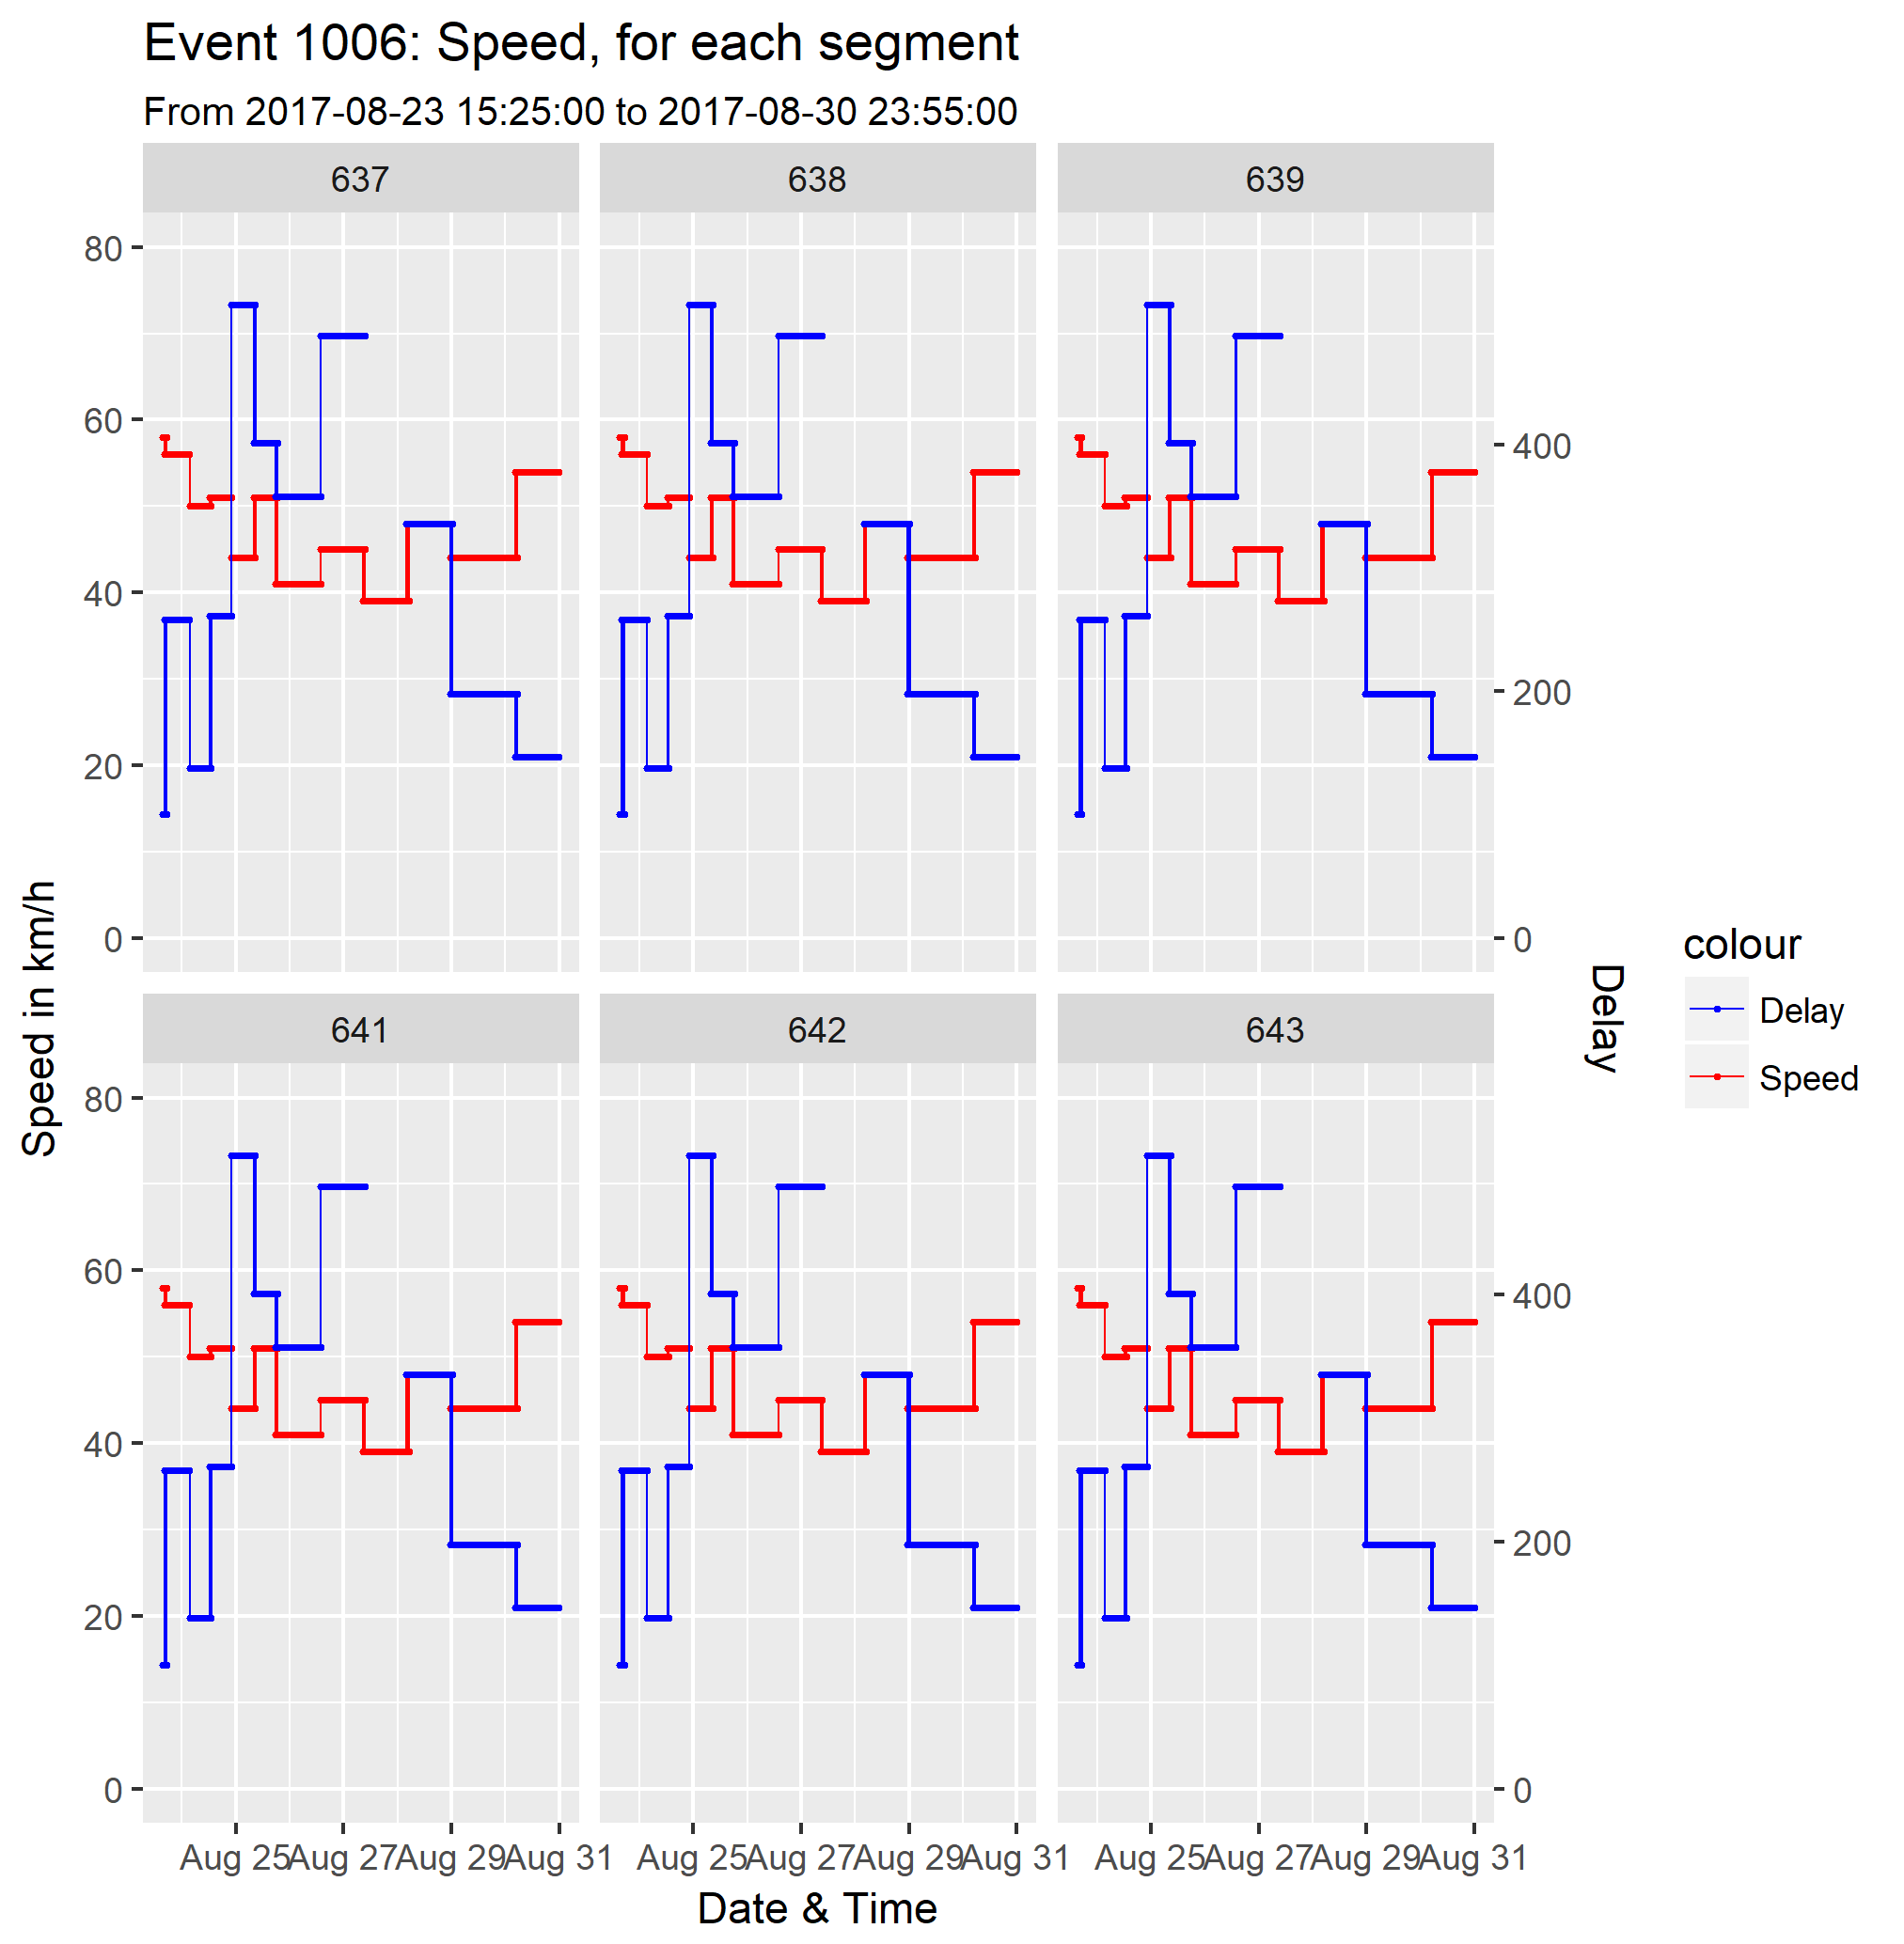 Event 1006: Speed, for each segment
From 2017-08-23 15:25:00 to 2017-08-30 23:55:00
637 638 639
80
60
40
20
0
400
200
0
Speed in km/h
641 642 643
80
60
40
20
0
400
200
0
Delay
Aug 25 Aug 27 Aug 29 Aug 31 Aug 25 Aug 27 Aug 29 Aug 31 Aug 25 Aug 27 Aug 29 Aug 31
Date & Time
colour
Delay
Speed